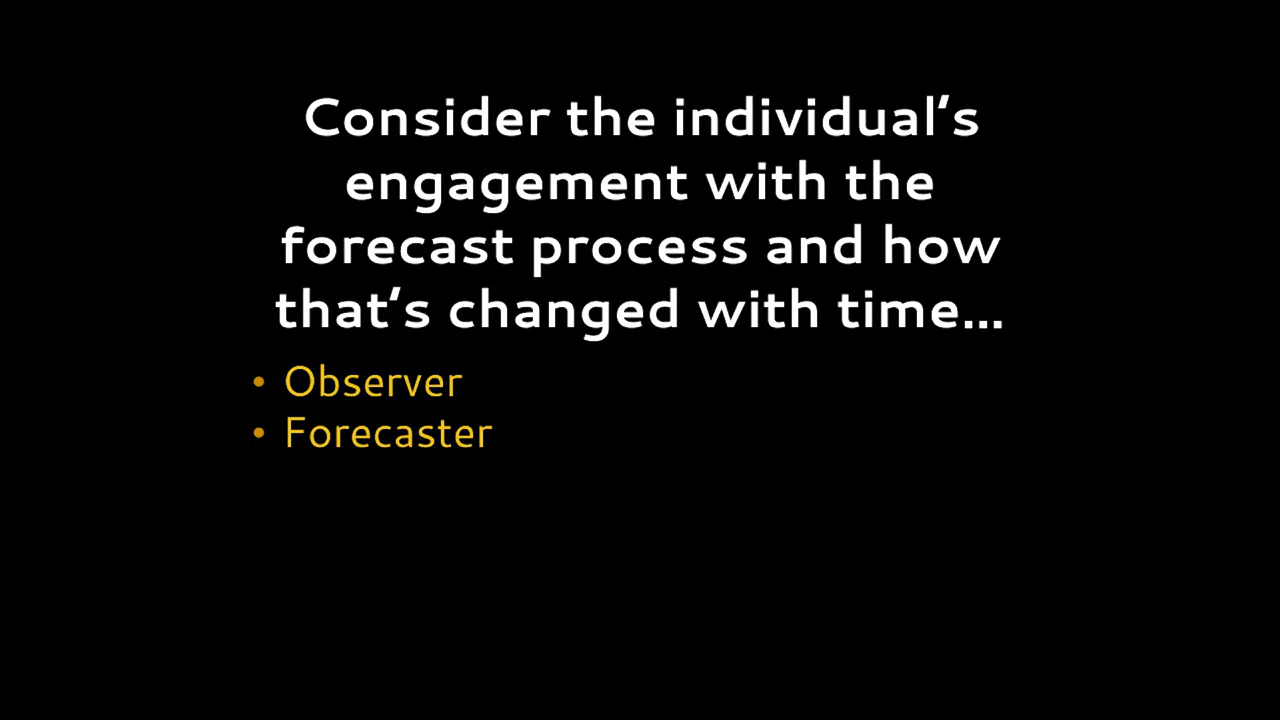 Consider the individual’s
engagement with the
forecast process and how
that’s changed with time…
• Observer
• Forecaster